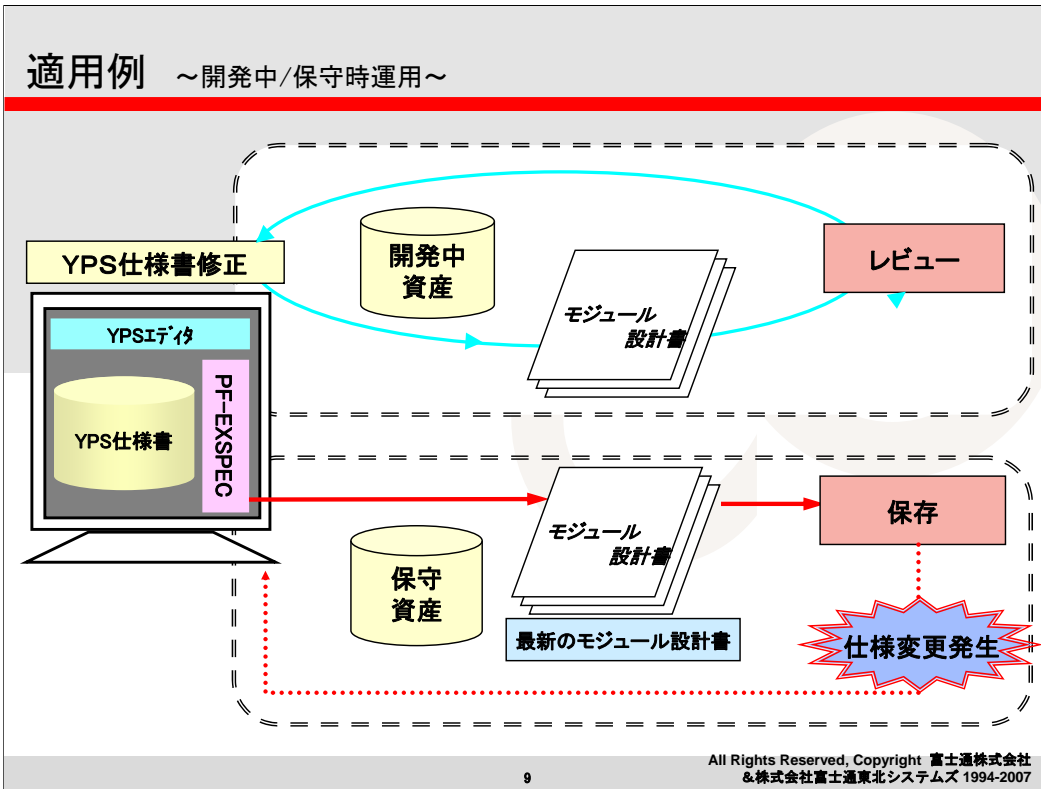 適用例 ～開発中/保守時運用～
YPS仕様書修正
開発中
資産
レビュー
モジュール
設計書
YPSｴﾃﾞｨﾀ
PF-EXSPEC
YPS仕様書
モジュール
設計書
保存
保守
資産
最新のモジュール設計書
仕様変更発生
All Rights Reserved, Copyright 富士通株式会社
9
&株式会社富士通東北システムズ 1994-2007